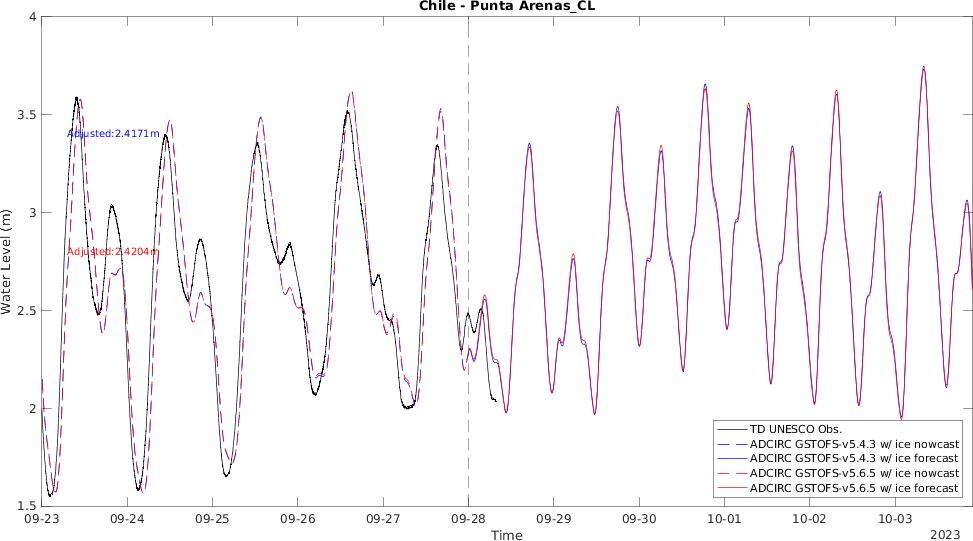 Chile - Punta Arenas_CL
4
3.5
3
2.5
2
1.5
Water Level (m)
Adjusted:2.4171m
Adjusted:2.4204m
TD UNESCO Obs.
ADCIRC GSTOFS-v5.4.3 w/ ice nowcast
ADCIRC GSTOFS-v5.4.3 w/ ice forecast
ADCIRC GSTOFS-v5.6.5 w/ ice nowcast
ADCIRC GSTOFS-v5.6.5 w/ ice forecast
09-23 09-24 09-25 09-26 09-27 09-28 09-29 09-30 10-01 10-02 10-03
Time
2023